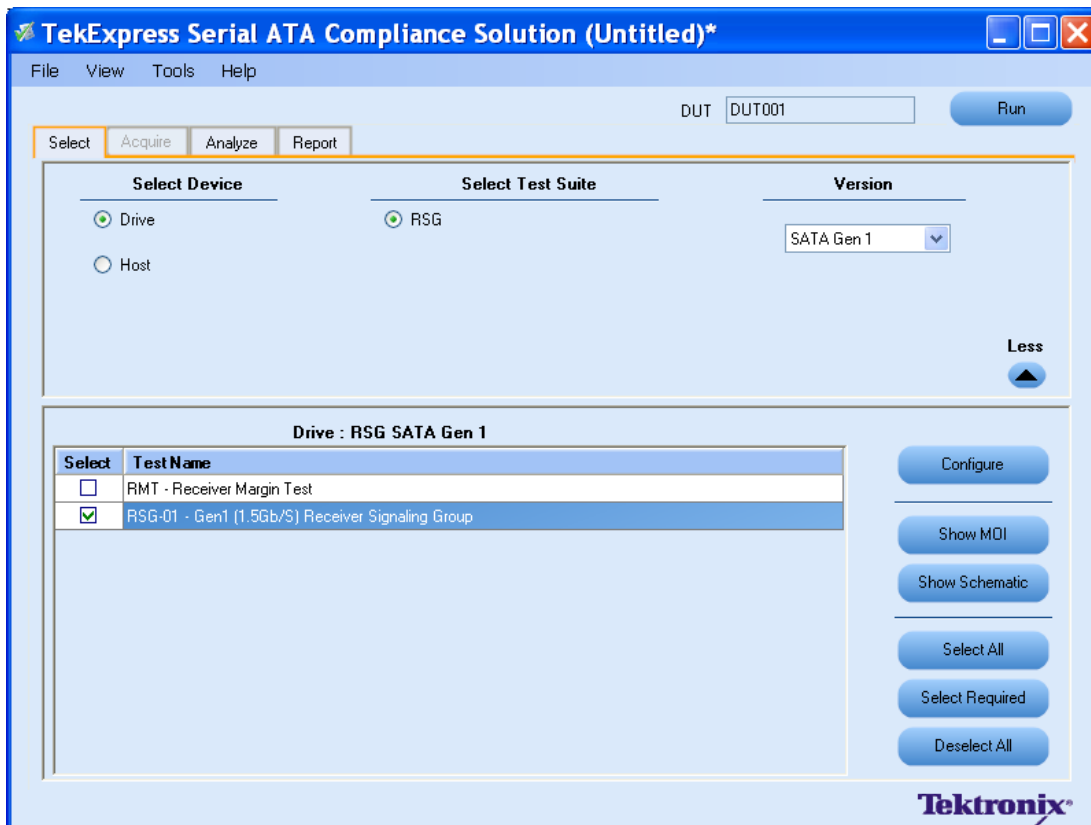 TekExpress Serial ATA Compliance Solution (Untitled)*
File View Tools Help
DUT DUT001 Run
Select Acquire Analyze Report
Select Device Select Test Suite Version
Drive RSG
SATA Gen 1
Host
Less
Drive : RSG SATA Gen 1
Select Test Name
RMT - Receiver Margin Test
RSG-01 - Gen1 (1.5Gb/S) Receiver Signaling Group
Configure
Show MOI
Show Schematic
Select All
Select Required
Deselect All
Tektronix